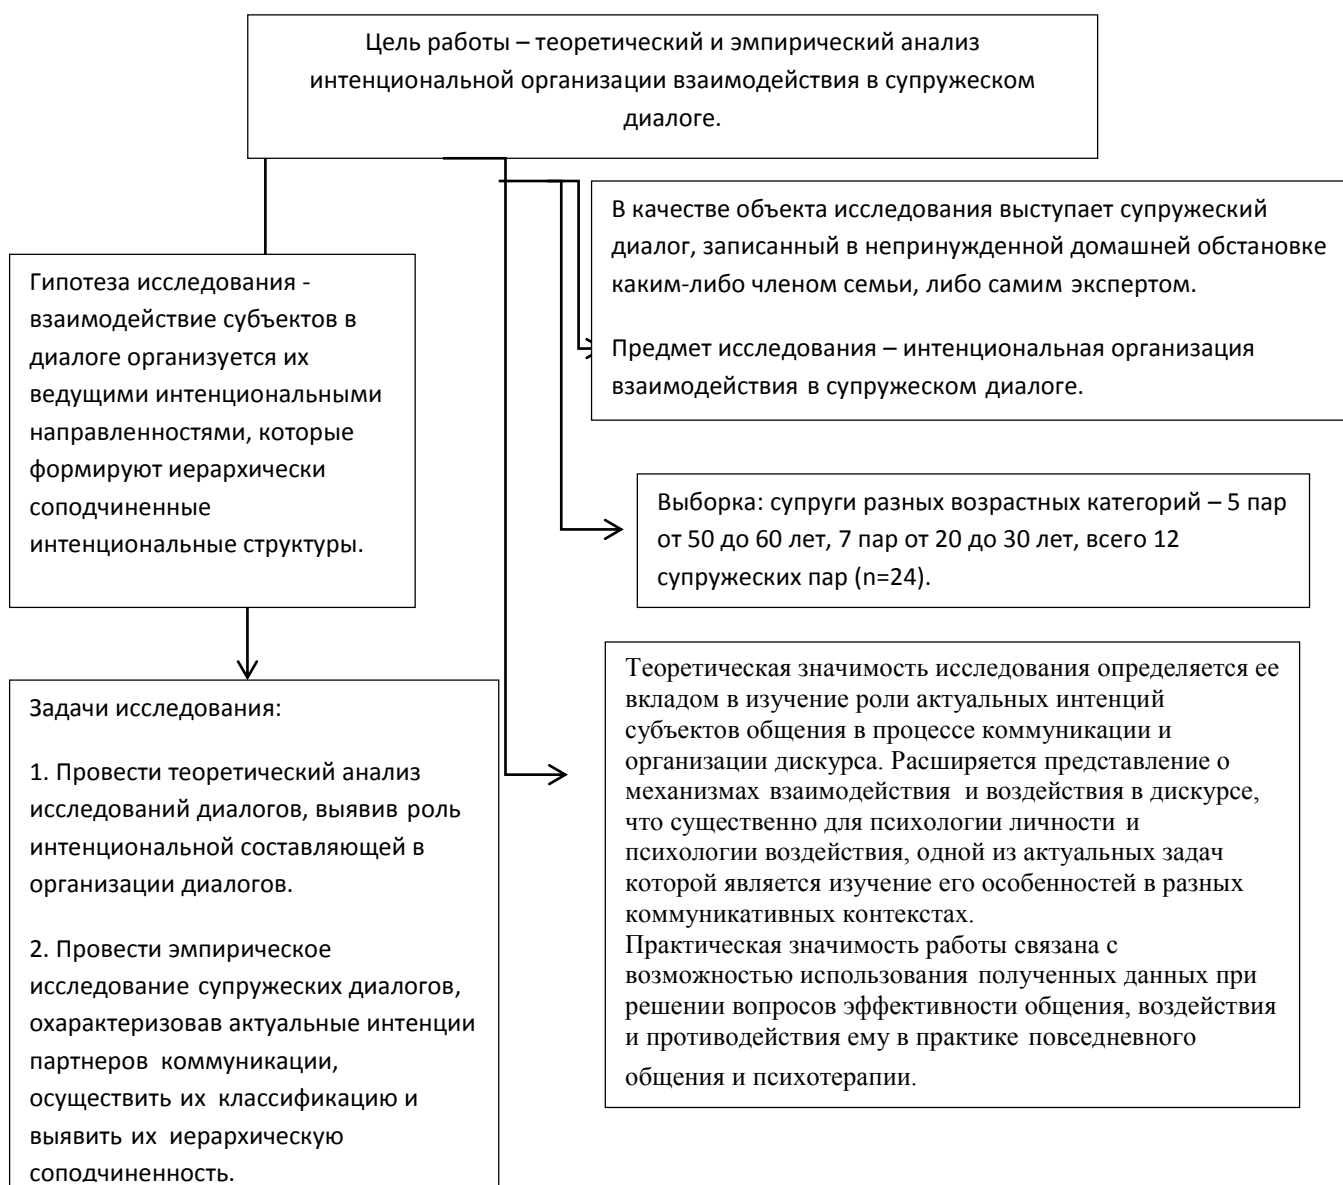 Цель работы – теоретический и эмпирический анализ
интенциональной организации взаимодействия в супружеском
диалоге.
В качестве объекта исследования выступает супружеский
диалог, записанный в непринужденной домашней обстановке
каким-либо членом семьи, либо самим экспертом.
Предмет исследования – интенциональная организация
взаимодействия в супружеском диалоге.
Гипотеза исследования -
взаимодействие субъектов в
диалоге организуется их
ведущими интенциональными
направленностями, которые
формируют иерархически
соподчиненные
интенциональные структуры.
Выборка: супруги разных возрастных категорий – 5 пар
от 50 до 60 лет, 7 пар от 20 до 30 лет, всего 12
супружеских пар (n=24).
Теоретическая значимость исследования определяется ее
вкладом в изучение роли актуальных интенций
субъектов общения в процессе коммуникации и
организации дискурса. Расширяется представление о
механизмах взаимодействия и воздействия в дискурсе,
что существенно для психологии личности и
психологии воздействия, одной из актуальных задач
которой является изучение его особенностей в разных
коммуникативных контекстах.
Практическая значимость работы связана с
возможностью использования полученных данных при
решении вопросов эффективности общения, воздействия
и противодействия ему в практике повседневного
общения и психотерапии.
Задачи исследования:
1. Провести теоретический анализ
исследований диалогов, выявив роль
интенциональной составляющей в
организации диалогов.
2. Провести эмпирическое
исследование супружеских диалогов,
охарактеризовав актуальные интенции
партнеров коммуникации,
осуществить их классификацию и
выявить их иерархическую
соподчиненность.